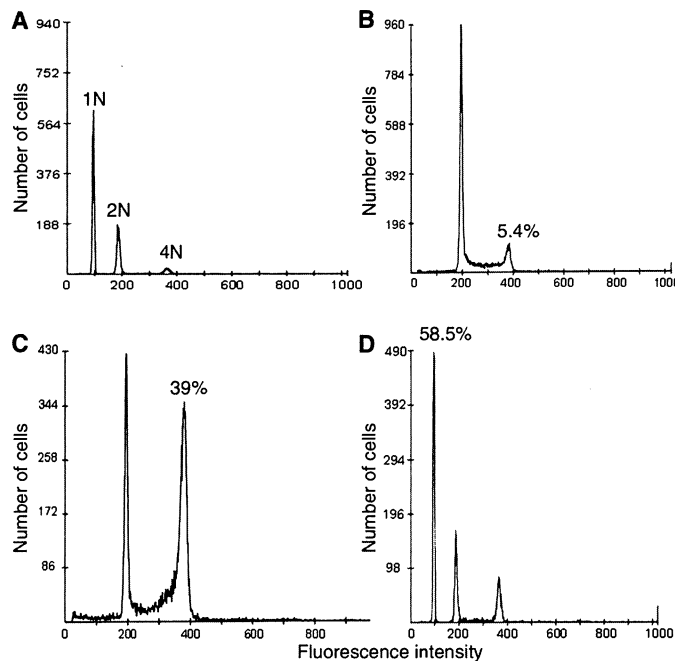 A
Number of cells
940
752
564
376
188
1N
2N
4N
0 200 400 600 800 1000
B
Number of cells
960
784
588
392
196
5.4%
0 200 400 600 800 1000
C
Number of cells
430
344
258
172
86
39%
0 200 400 600 800
D
Number of cells
490
392
294
196
98
58.5%
0 200 400 600 800 1000
Fluorescence intensity